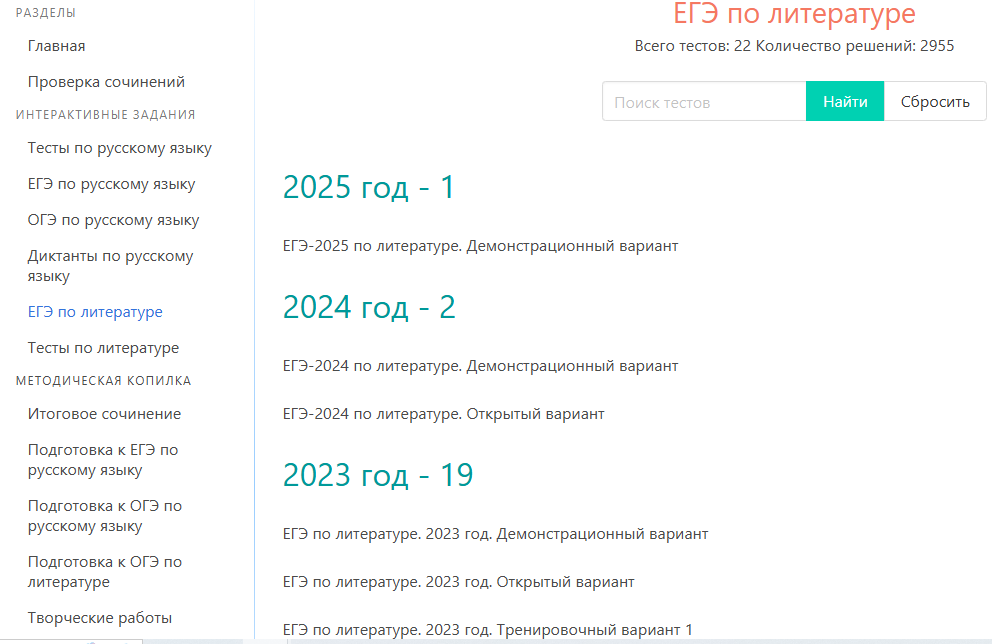 РАЗДЕЛЫ
Главная
Проверка сочинений
ИНТЕРАКТИВНЫЕ ЗАДАНИЯ
Тесты по русскому языку
ЕГЭ по русскому языку
ОГЭ по русскому языку
Диктанты по русскому
языку
ЕГЭ по литературе
Тесты по литературе
МЕТОДИЧЕСКАЯ КОПИЛКА
Итоговое сочинение
Подготовка к ЕГЭ по
русскому языку
Подготовка к ОГЭ по
русскому языку
Подготовка к ОГЭ по
литературе
Творческие работы
ЕГЭ по литературе
Всего тестов: 22 Количество решений: 2955
Поиск тестов
Найти
Сбросить
2025 год - 1
ЕГЭ-2025 по литературе. Демонстрационный вариант
2024 год - 2
ЕГЭ-2024 по литературе. Демонстрационный вариант
ЕГЭ-2024 по литературе. Открытый вариант
2023 год - 19
ЕГЭ по литературе. 2023 год. Демонстрационный вариант
ЕГЭ по литературе. 2023 год. Открытый вариант
ЕГЭ по литературе. 2023 год. Тренировочный вариант 1